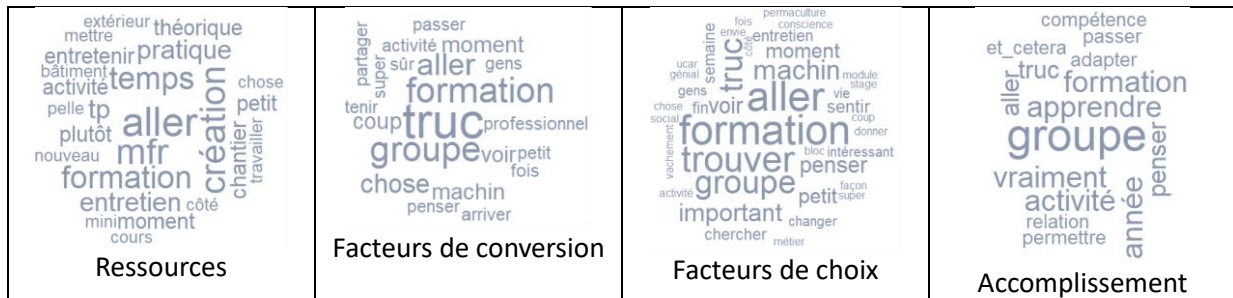 extérieur
mettre
théorique
entretenir
pratique
bâtiment
temps
activité
création
chose
pelle
tp
petit
plutôt
aller
chantier
travailler
nouveau
mfr
formation
entretien
côté
mini
moment
cours
Ressources
passer
partager
activité
moment
super
sûr
aller
gens
formation
tenir
coup
truc
professionnel
groupe
voir
petit
fois
chose
machin
penser
arriver
Facteurs de conversion
permaculture
fois
conscience
envie
côté
entretien
semaine
truc
moment
ucar
génial
machin
module
stage
gens
aller
vie
chose
fin
voir
sentir
social
coup
formation
donner
vachement
trouver
bloc
intéressant
penser
activité
groupe
petit
façon
super
important
changer
chercher
métier
Facteurs de choix
compétence
passer
et_cetera
adapter
truc
aller
formation
apprendre
groupe
penser
vraiment
activité
année
relation
permettre
Accomplissement